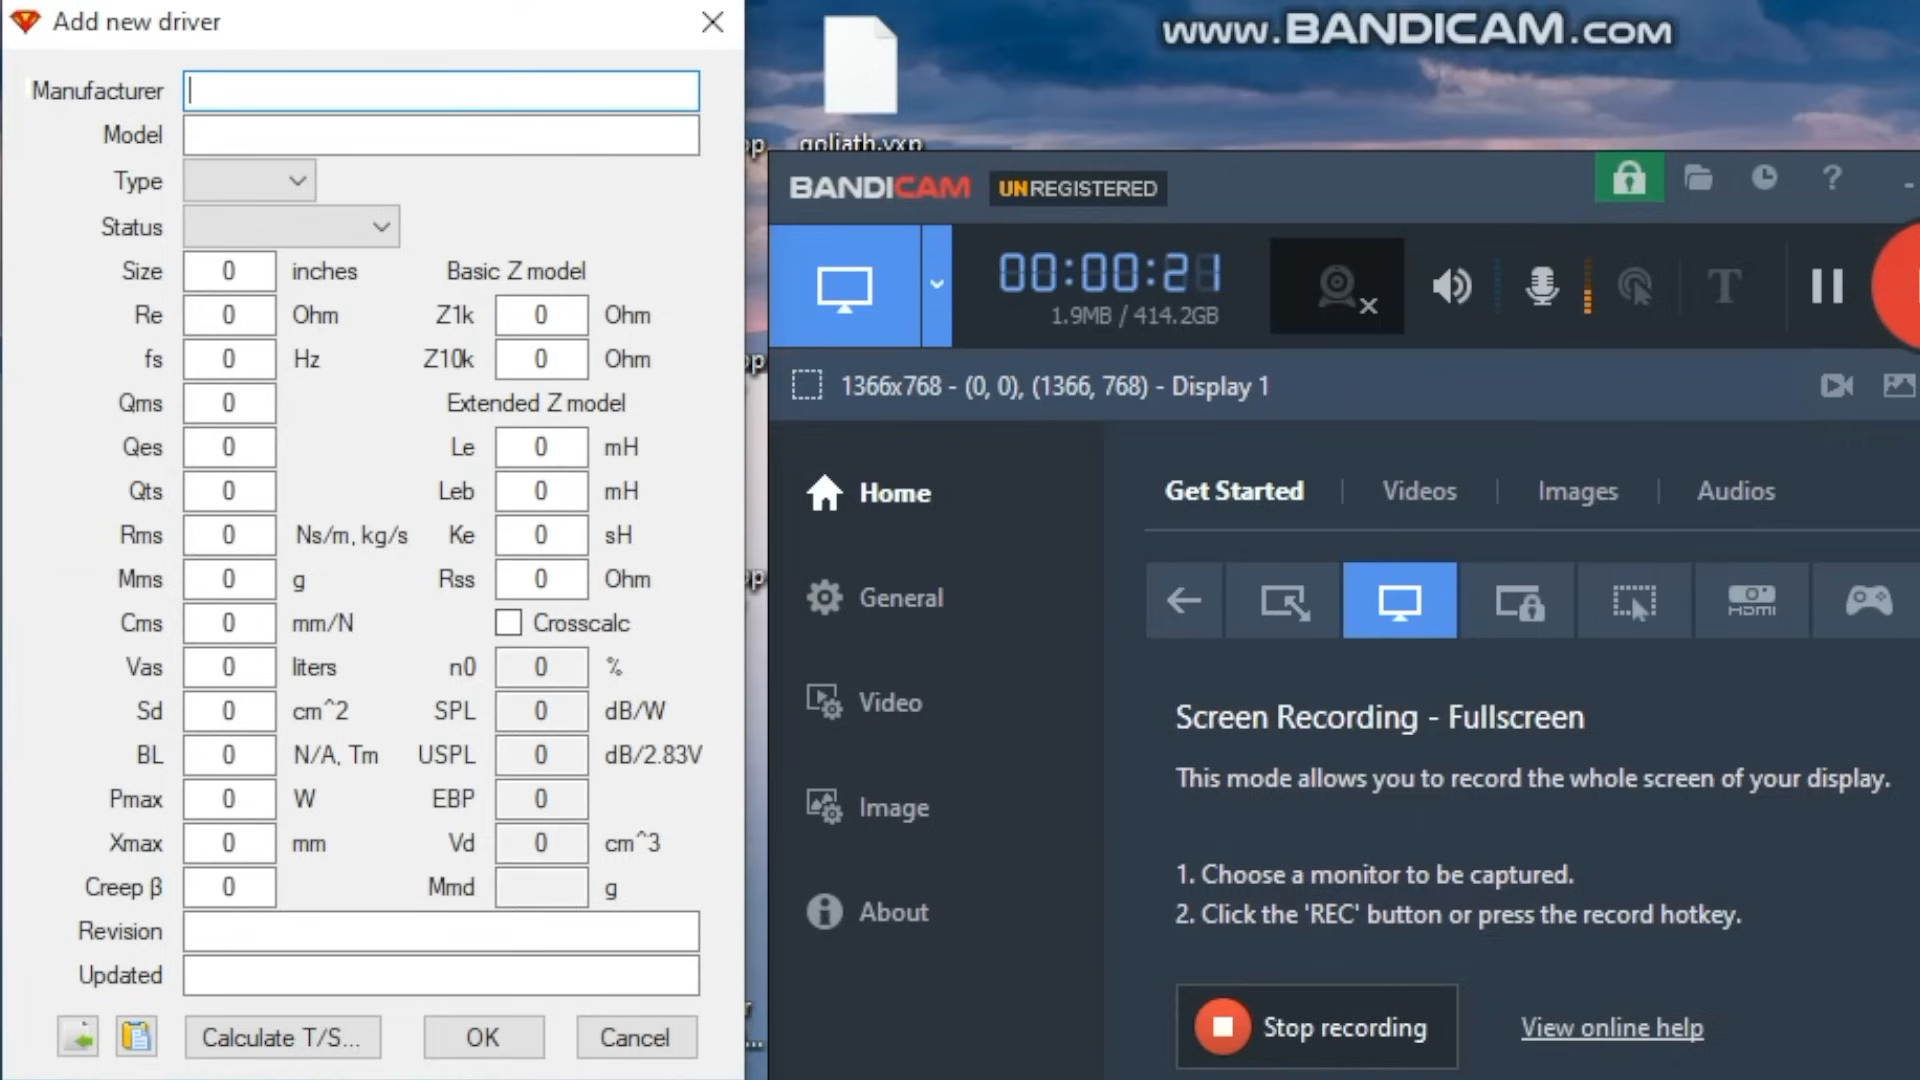 Add new driver
Manufacturer
Model
Type
Status
Size 0 inches Basic Z model
Re 0 Ohm Z1k 0 Ohm
fs 0 Hz Z10k 0 Ohm
Qms 0 Extended Z model
Qes 0 Le 0 mH
Qts 0 Leb 0 mH
Rms 0 Ns/m, kg/s Ke 0 sH
Mms 0 g Rss 0 Ohm
Cms 0 mm/N Crosscalc
Vas 0 liters n0 0 %
Sd 0 cm^2 SPL 0 dB/W
BL 0 N/A, Tm USPL 0 dB/2.83V
Pmax 0 W EBP 0
Xmax 0 mm Vd 0 cm^3
Creep β 0 Mmd g
Revision
Updated
Calculate T/S... OK Cancel
www.BANDICAM.com
goliath.vxp
BANDICAM UNREGISTERED
?
00:00:21
1.9MB / 414.2GB
T
1366x768 - (0, 0), (1366, 768) - Display 1
Home
General
Video
Image
About
Get Started Videos Images Audios
HDMI
Screen Recording - Fullscreen
This mode allows you to record the whole screen of your display.
1. Choose a monitor to be captured.
2. Click the 'REC' button or press the record hotkey.
Stop recording View online help